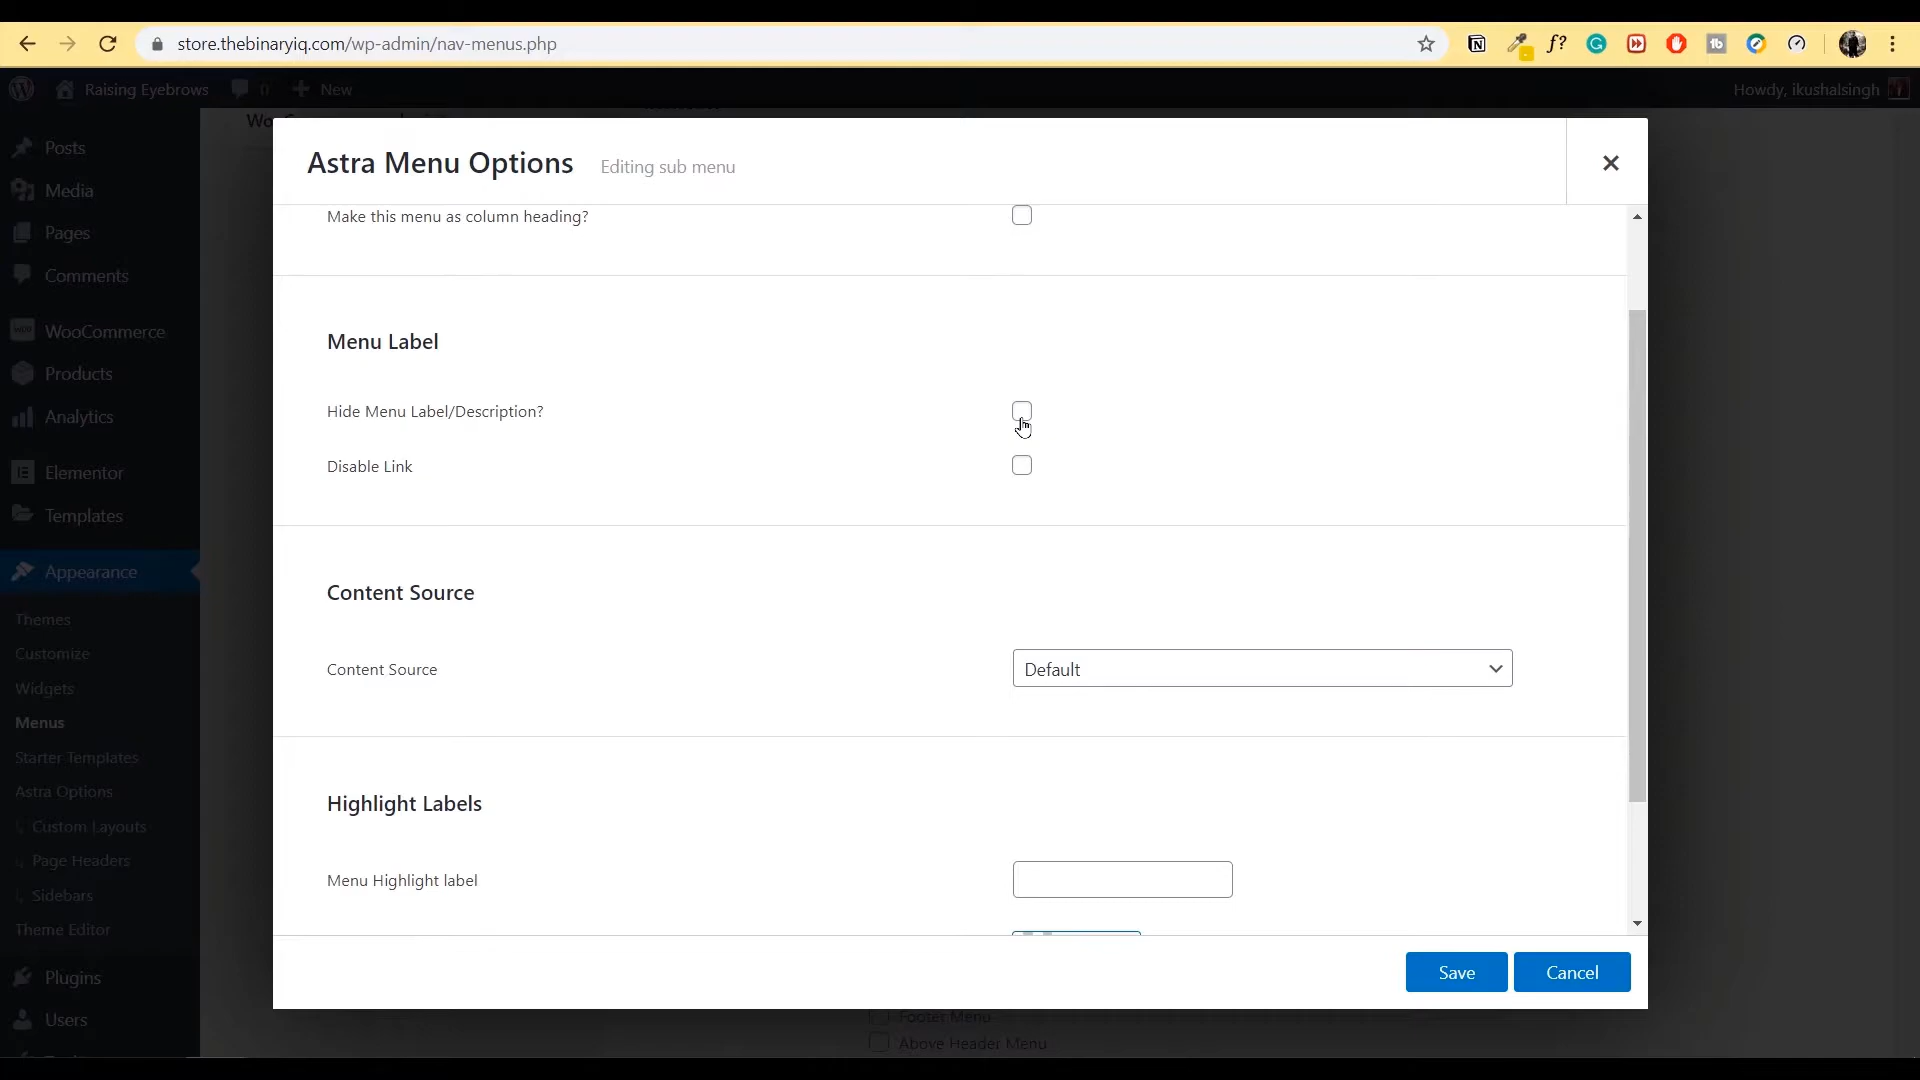 store.thebinaryiq.com/wp-admin/nav-menus.php
Raising Eyebrows
0
New
Howdy, ikushalsingh
Posts
Media
Pages
Comments
WooCommerce
Products
Analytics
Elementor
Templates
Appearance
Themes
Customize
Widgets
Menus
Starter Templates
Astra Options
Custom Layouts
Page Headers
Sidebars
Theme Editor
Plugins
Users
Astra Menu Options
Editing sub menu
Make this menu as column heading?
Menu Label
Hide Menu Label/Description?
Disable Link
Content Source
Content Source
Default
Highlight Labels
Menu Highlight label
Save
Cancel
Footer Menu
Above Header Menu